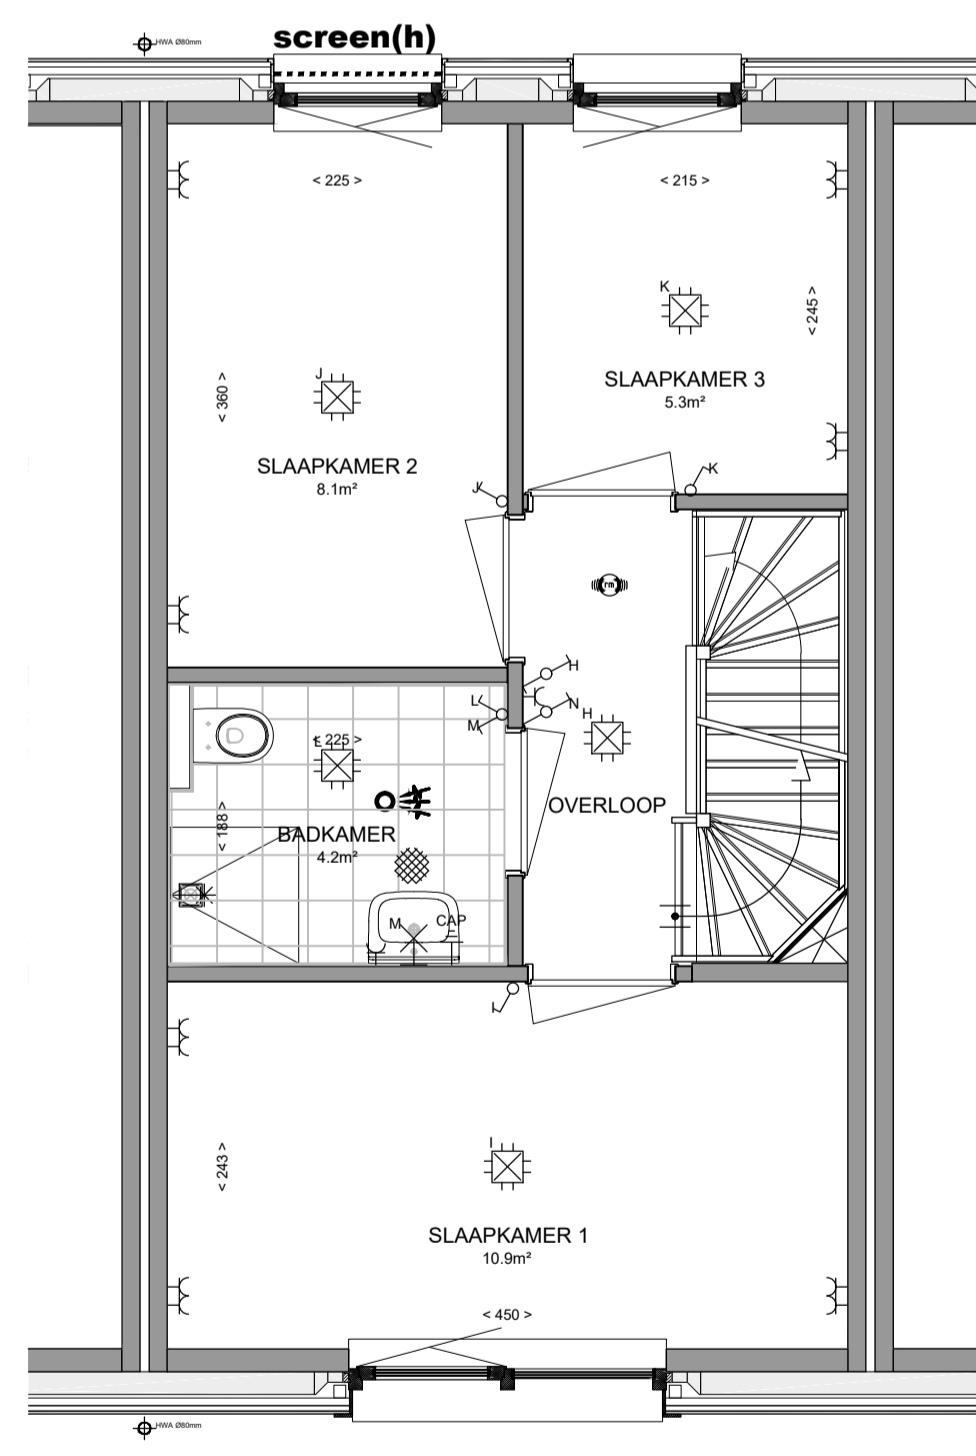 screen(h)
HWA Ø80mm
< 225 >
< 215 >
K
< 245 >
SLAAPKAMER 3
5.3m²
J
< 360 >
SLAAPKAMER 2
8.1m²
J
K
rm
H
L
N
M
H
< 225 >
L
OVERLOOP
< 188 >
BADKAMER
4.2m²
M
CAP
I
I
< 243 >
SLAAPKAMER 1
10.9m²
< 450 >
HWA Ø80mm